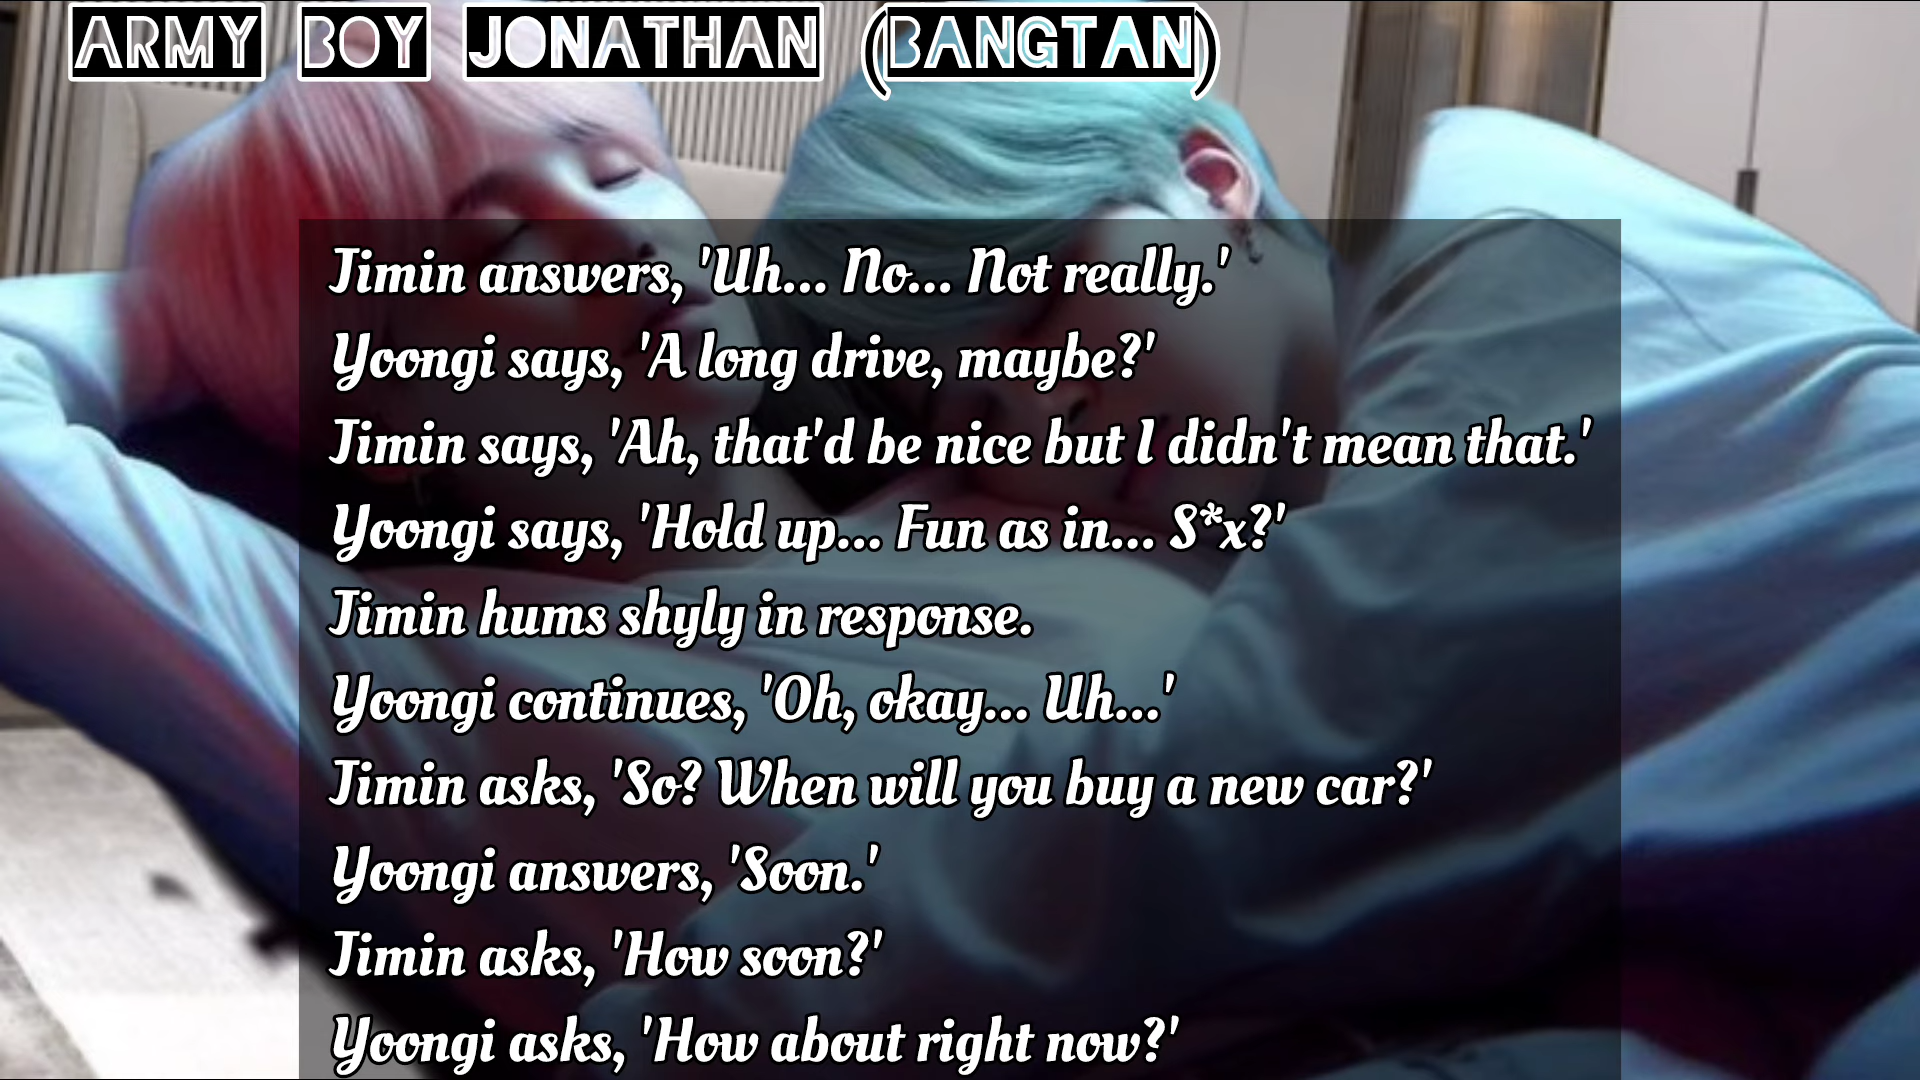 ARMY BOY JONATHAN (BANGTAN)
Jimin answers, 'Uh... No... Not really.'
Yoongi says, 'A long drive, maybe?'
Jimin says, 'Ah, that'd be nice but I didn't mean that.'
Yoongi says, 'Hold up... Fun as in... S*x?'
Jimin hums shyly in response.
Yoongi continues, 'Oh, okay... Uh...'
Jimin asks, 'So? When will you buy a new car?'
Yoongi answers, 'Soon.'
Jimin asks, 'How soon?'
Yoongi asks, 'How about right now?'